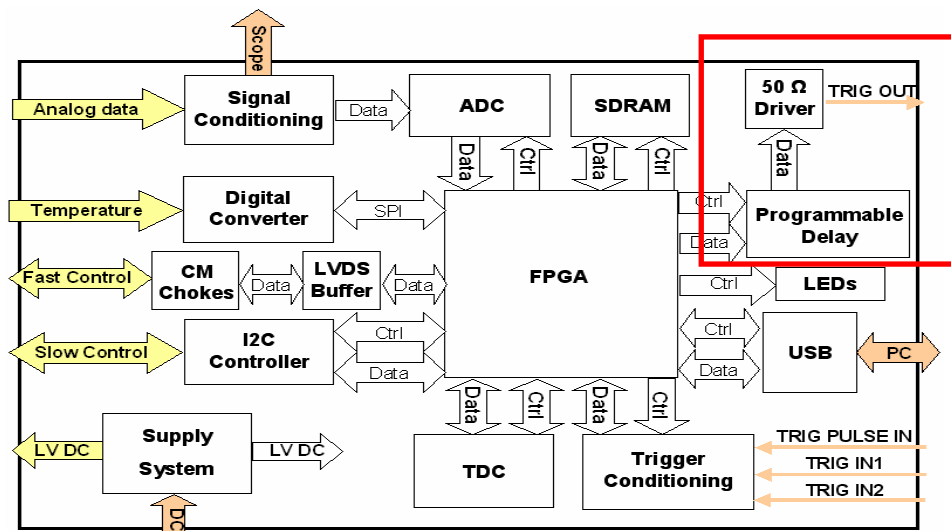 Scope
Analog data
Signal
Conditioning
Data
ADC
SDRAM
50 Ω
Driver
TRIG OUT
Data
Ctrl
Data
Ctrl
Data
Temperature
Digital
Converter
SPI
FPGA
Ctrl
Data
Programmable
Delay
Fast Control
CM
Chokes
Data
LVDS
Buffer
Data
Ctrl
LEDs
Slow Control
I2C
Controller
Ctrl
Data
Ctrl
Data
USB
PC
Data
Ctrl
Data
Ctrl
LV DC
Supply
System
LV DC
TDC
Trigger
Conditioning
TRIG PULSE IN
TRIG IN1
TRIG IN2
DC